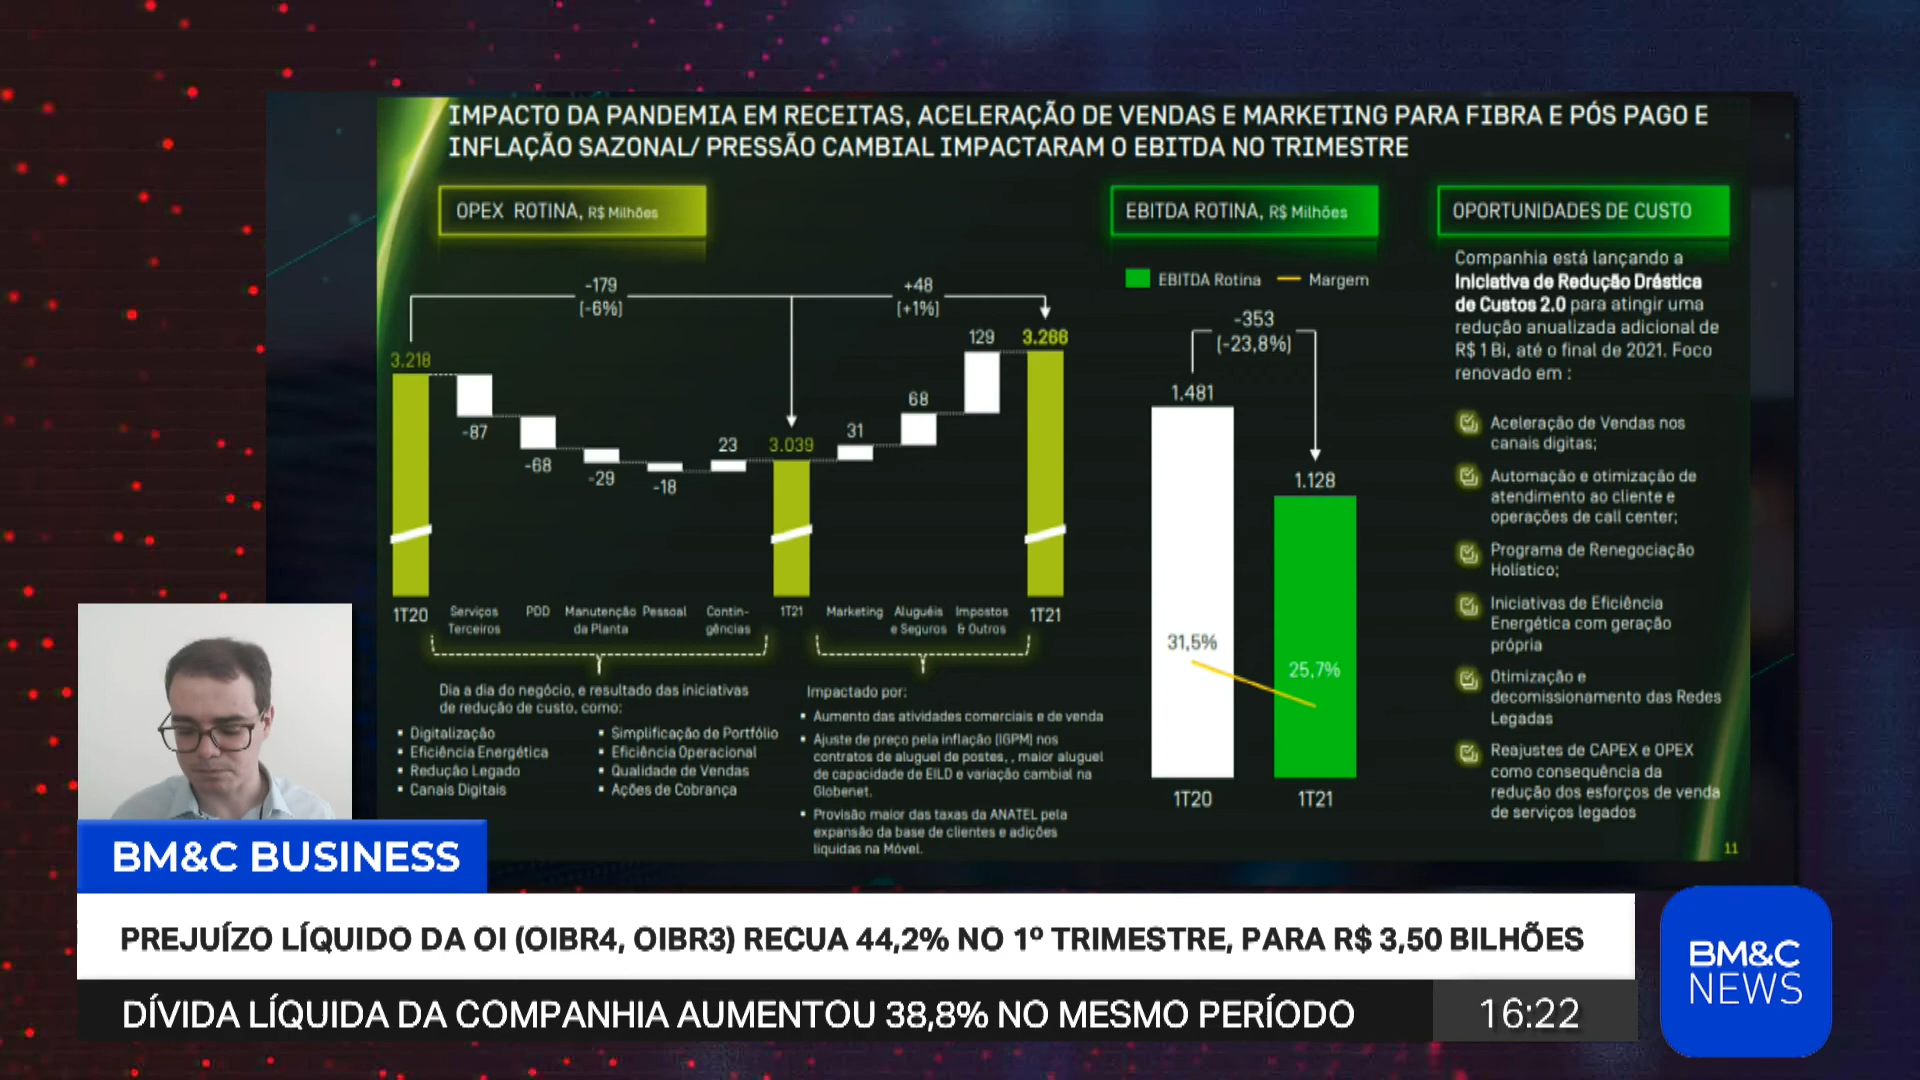 IMPACTO DA PANDEMIA EM RECEITAS, ACELERAÇÃO DE VENDAS E MARKETING PARA FIBRA E PÓS PAGO E
INFLAÇÃO SAZONAL/ PRESSÃO CAMBIAL IMPACTARAM O EBITDA NO TRIMESTRE
OPEX ROTINA, R$ Milhões
-179
(-6%)
+48
(+1%)
3.218
-87
-68
-29
-18
23
3.039
31
68
129
3.266
1T20
Serviços
Terceiros
PDD
Manutenção
da Planta
Pessoal
Contin-
gências
1T21
Marketing
Aluguéis
e Seguros
Impostos
& Outros
1T21
Dia a dia do negócio, e resultado das iniciativas
de redução de custo, como:
▪ Digitalização
▪ Eficiência Energética
▪ Redução Legado
▪ Canais Digitais
▪ Simplificação de Portfólio
▪ Eficiência Operacional
▪ Qualidade de Vendas
▪ Ações de Cobrança
Impactado por:
▪ Aumento das atividades comerciais e de venda
▪ Ajuste de preço pela inflação (IGPM) nos
contratos de aluguel de postes, , maior aluguel
de capacidade de EILD e variação cambial na
Globenet.
▪ Provisão maior das taxas da ANATEL pela
expansão da base de clientes e adições
liquidas na Móvel.
EBITDA ROTINA, R$ Milhões
EBITDA Rotina
Margem
-353
(-23,8%)
1.481
1.128
31,5%
25,7%
1T20
1T21
OPORTUNIDADES DE CUSTO
Companhia está lançando a
Iniciativa de Redução Drástica
de Custos 2.0 para atingir uma
redução anualizada adicional de
R$ 1 Bi, até o final de 2021. Foco
renovado em :
Aceleração de Vendas nos
canais digitas;
Automação e otimização de
atendimento ao cliente e
operações de call center;
Programa de Renegociação
Holístico;
Iniciativas de Eficiência
Energética com geração
própria
Otimização e
decomissionamento das Redes
Legadas
Reajustes de CAPEX e OPEX
como consequência da
redução dos esforços de venda
de serviços legados
11
BM&C BUSINESS
PREJUÍZO LÍQUIDO DA OI (OIBR4, OIBR3) RECUA 44,2% NO 1º TRIMESTRE, PARA R$ 3,50 BILHÕES
DÍVIDA LÍQUIDA DA COMPANHIA AUMENTOU 38,8% NO MESMO PERÍODO
16:22
BM&C
NEWS